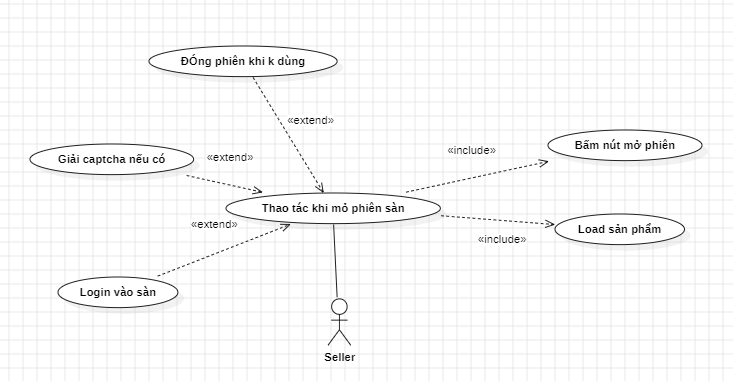 ĐÓng phiên khi k dùng
«extend»
Giải captcha nếu có
«extend»
«include»
Bấm nút mở phiên
Thao tác khi mỏ phiên sàn
«extend»
«include»
Load sản phẩm
Login vào sàn
Seller